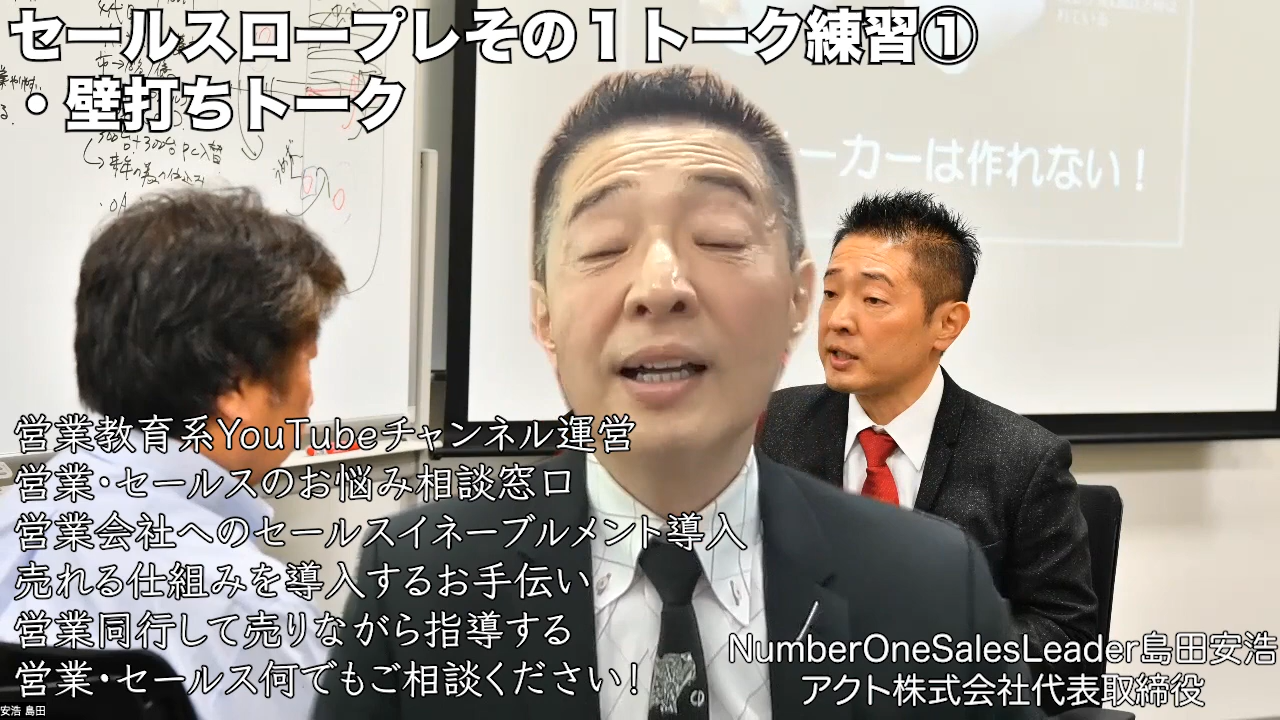 セールスロープレその１トーク練習①
・壁打ちトーク
ーカーは作れない！
営業教育系YouTubeチャンネル運営
営業・セールスのお悩み相談窓口
営業会社へのセールスイネーブルメント導入
売れる仕組みを導入するお手伝い
営業同行して売りながら指導する
営業・セールス何でもご相談ください！
NumberOneSalesLeader島田安浩
アクト株式会社代表取締役
安浩 島田